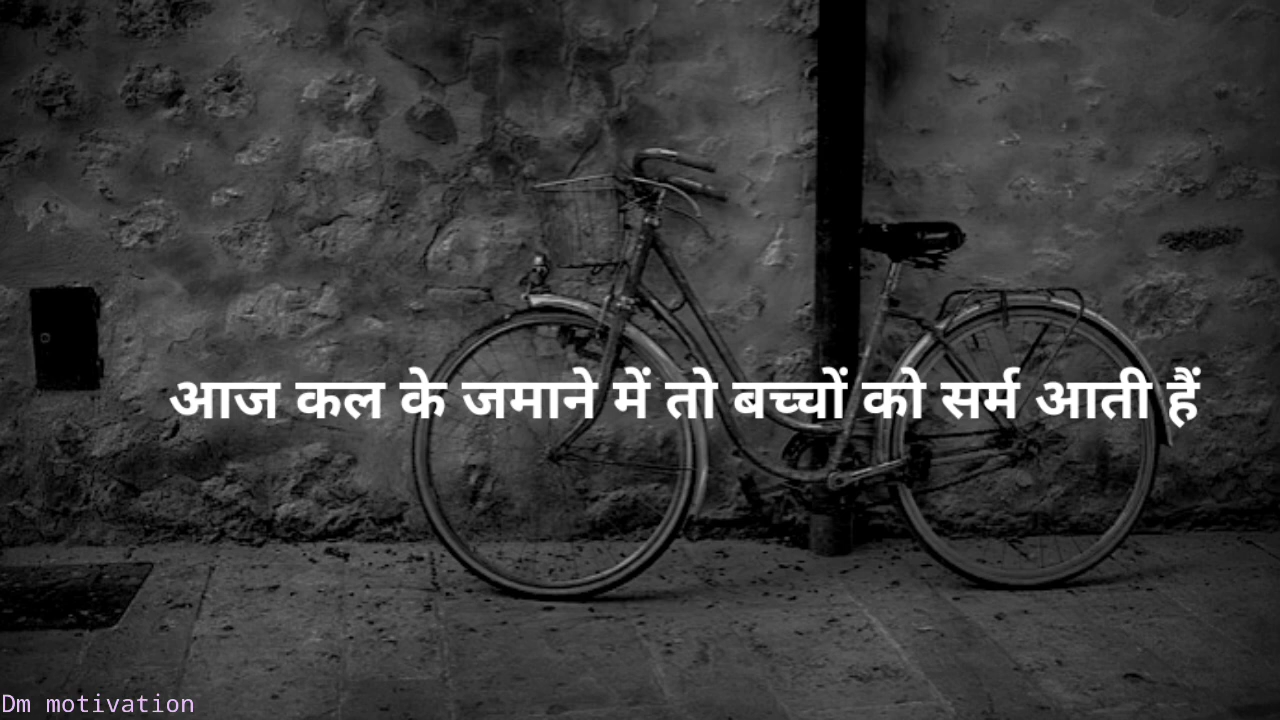 आज कल के जमाने में तो बच्चों को सर्म आती हैं
Dm motivation